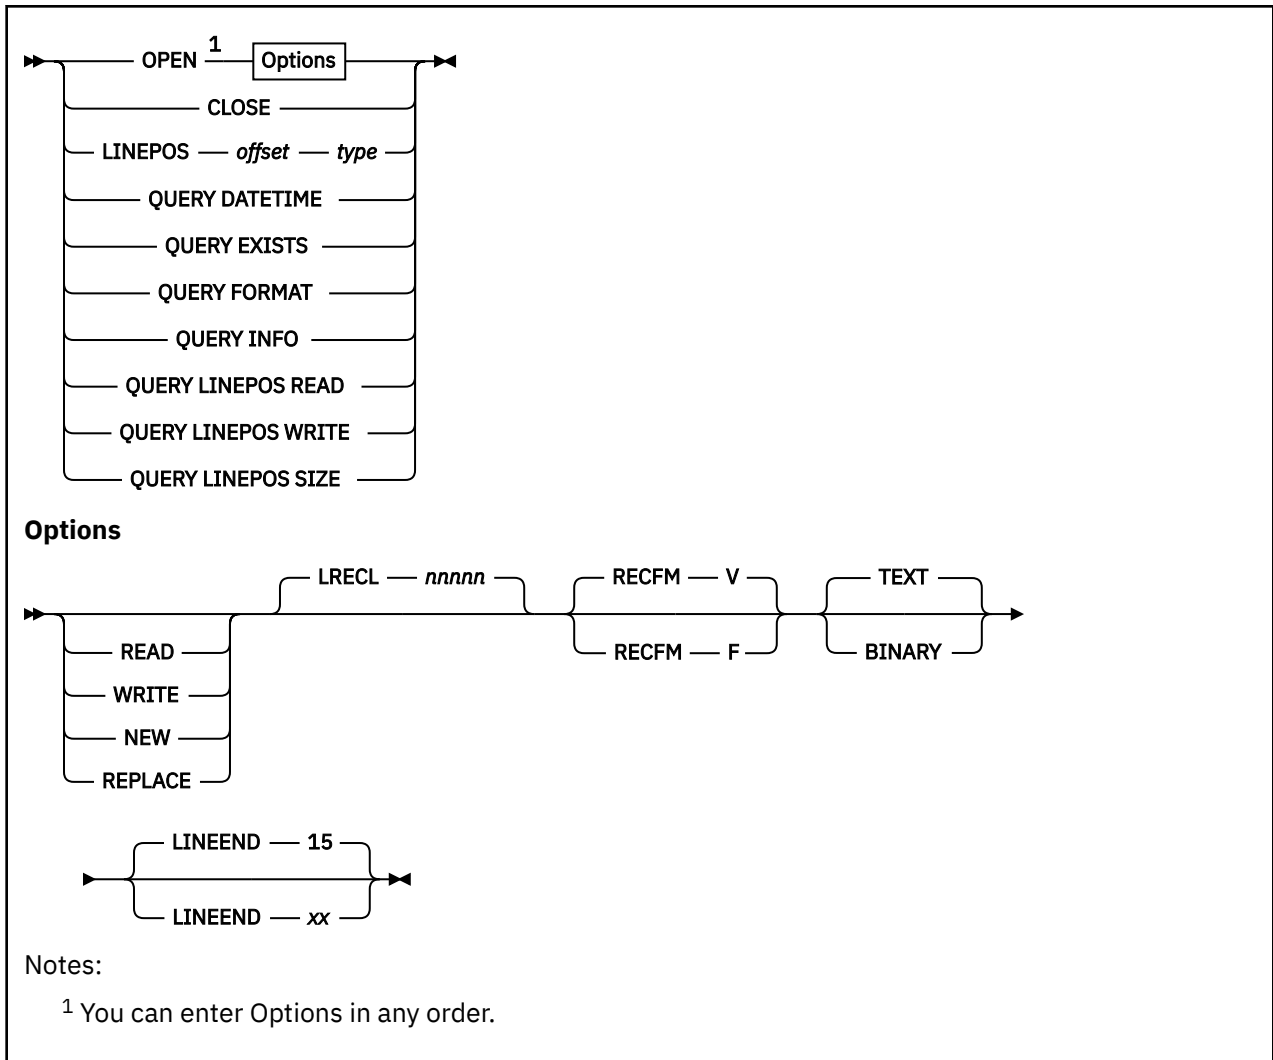 OPEN 1 Options
CLOSE
LINEPOS offset type
QUERY DATETIME
QUERY EXISTS
QUERY FORMAT
QUERY INFO
QUERY LINEPOS READ
QUERY LINEPOS WRITE
QUERY LINEPOS SIZE
Options
LRECL nnnnn RECFM V TEXT
READ RECFM F BINARY
WRITE
NEW
REPLACE
LINEEND 15
LINEEND xx
Notes:
1 You can enter Options in any order.